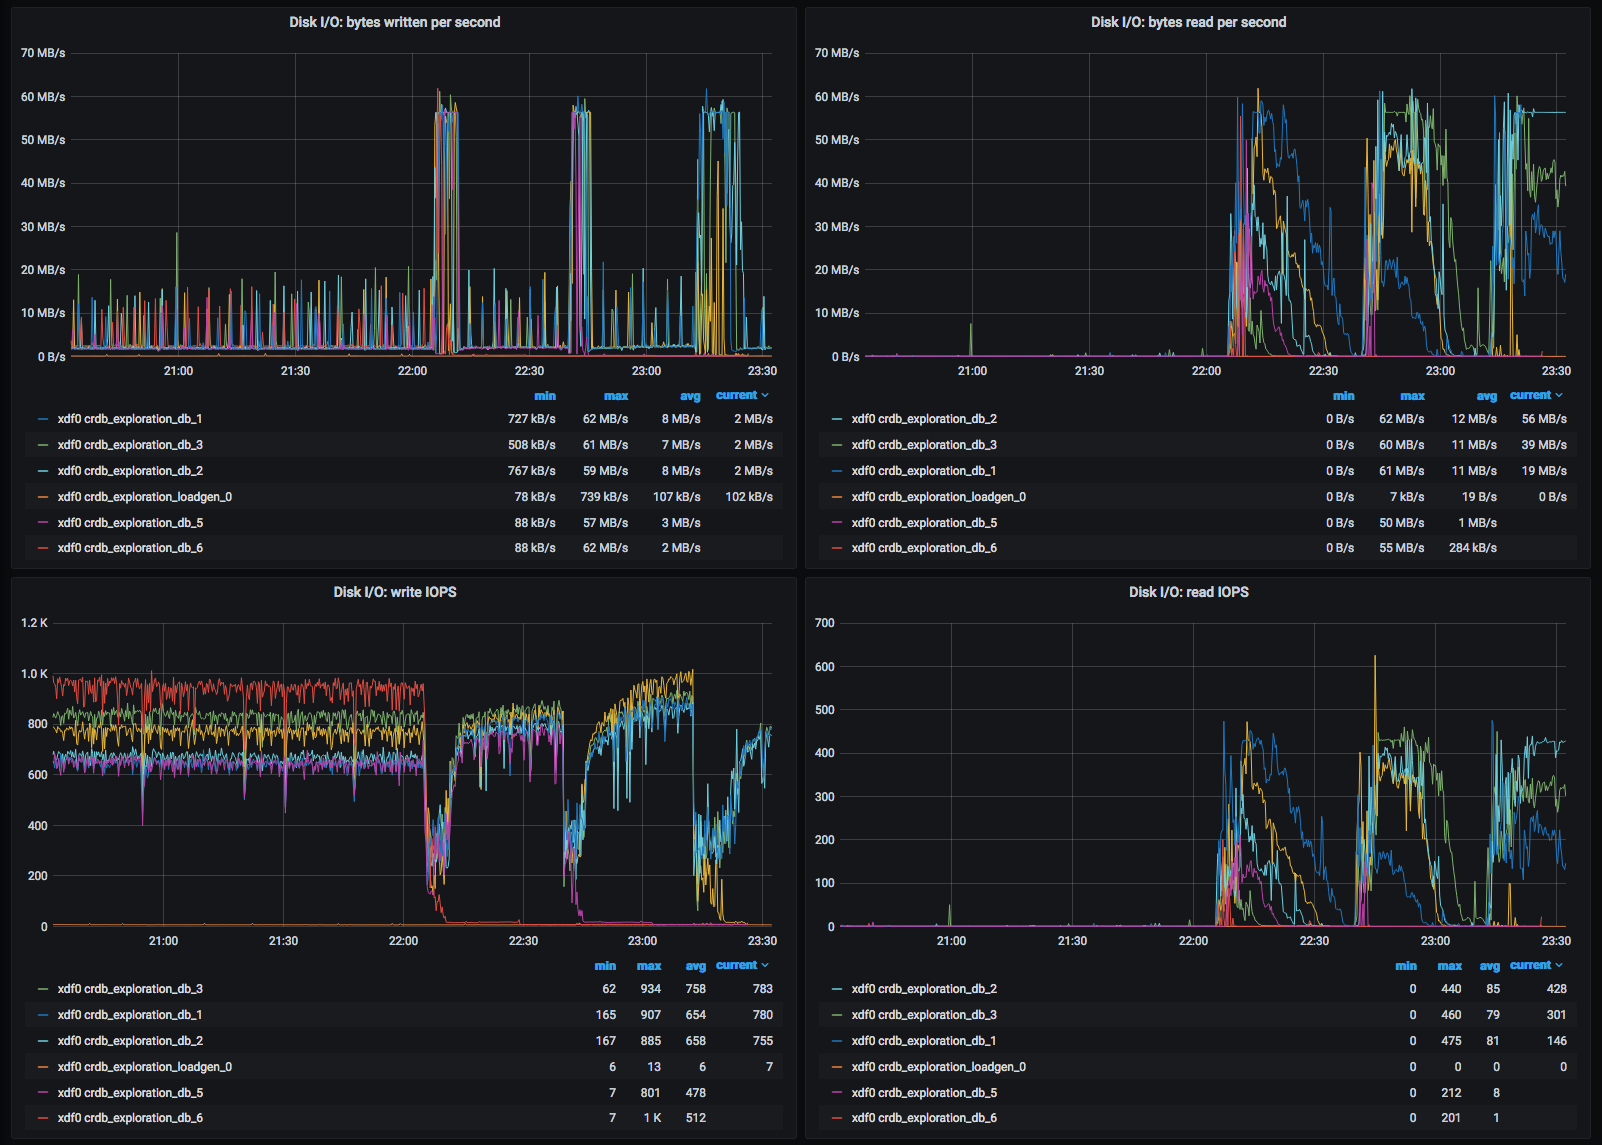 Disk I/O: bytes written per second
70 MB/s
60 MB/s
50 MB/s
40 MB/s
30 MB/s
20 MB/s
10 MB/s
0 B/s
21:00 21:30 22:00 22:30 23:00 23:30
min max avg current
xdf0 crdb_exploration_db_1 727 kB/s 62 MB/s 8 MB/s 2 MB/s
xdf0 crdb_exploration_db_3 508 kB/s 61 MB/s 7 MB/s 2 MB/s
xdf0 crdb_exploration_db_2 767 kB/s 59 MB/s 8 MB/s 2 MB/s
xdf0 crdb_exploration_loadgen_0 78 kB/s 739 kB/s 107 kB/s 102 kB/s
xdf0 crdb_exploration_db_5 88 kB/s 57 MB/s 3 MB/s
xdf0 crdb_exploration_db_6 88 kB/s 62 MB/s 2 MB/s
Disk I/O: bytes read per second
70 MB/s
60 MB/s
50 MB/s
40 MB/s
30 MB/s
20 MB/s
10 MB/s
0 B/s
21:00 21:30 22:00 22:30 23:00 23:30
min max avg current
xdf0 crdb_exploration_db_2 0 B/s 62 MB/s 12 MB/s 56 MB/s
xdf0 crdb_exploration_db_3 0 B/s 60 MB/s 11 MB/s 39 MB/s
xdf0 crdb_exploration_db_1 0 B/s 61 MB/s 11 MB/s 19 MB/s
xdf0 crdb_exploration_loadgen_0 0 B/s 7 kB/s 19 B/s 0 B/s
xdf0 crdb_exploration_db_5 0 B/s 50 MB/s 1 MB/s
xdf0 crdb_exploration_db_6 0 B/s 55 MB/s 284 kB/s
Disk I/O: write IOPS
1.2 K
1.0 K
800
600
400
200
0
21:00 21:30 22:00 22:30 23:00 23:30
min max avg current
xdf0 crdb_exploration_db_3 62 934 758 783
xdf0 crdb_exploration_db_1 165 907 654 780
xdf0 crdb_exploration_db_2 167 885 658 755
xdf0 crdb_exploration_loadgen_0 6 13 6 7
xdf0 crdb_exploration_db_5 7 801 478
xdf0 crdb_exploration_db_6 7 1 K 512
Disk I/O: read IOPS
700
600
500
400
300
200
100
0
21:00 21:30 22:00 22:30 23:00 23:30
min max avg current
xdf0 crdb_exploration_db_2 0 440 85 428
xdf0 crdb_exploration_db_3 0 460 79 301
xdf0 crdb_exploration_db_1 0 475 81 146
xdf0 crdb_exploration_loadgen_0 0 0 0 0
xdf0 crdb_exploration_db_5 0 212 8
xdf0 crdb_exploration_db_6 0 201 1